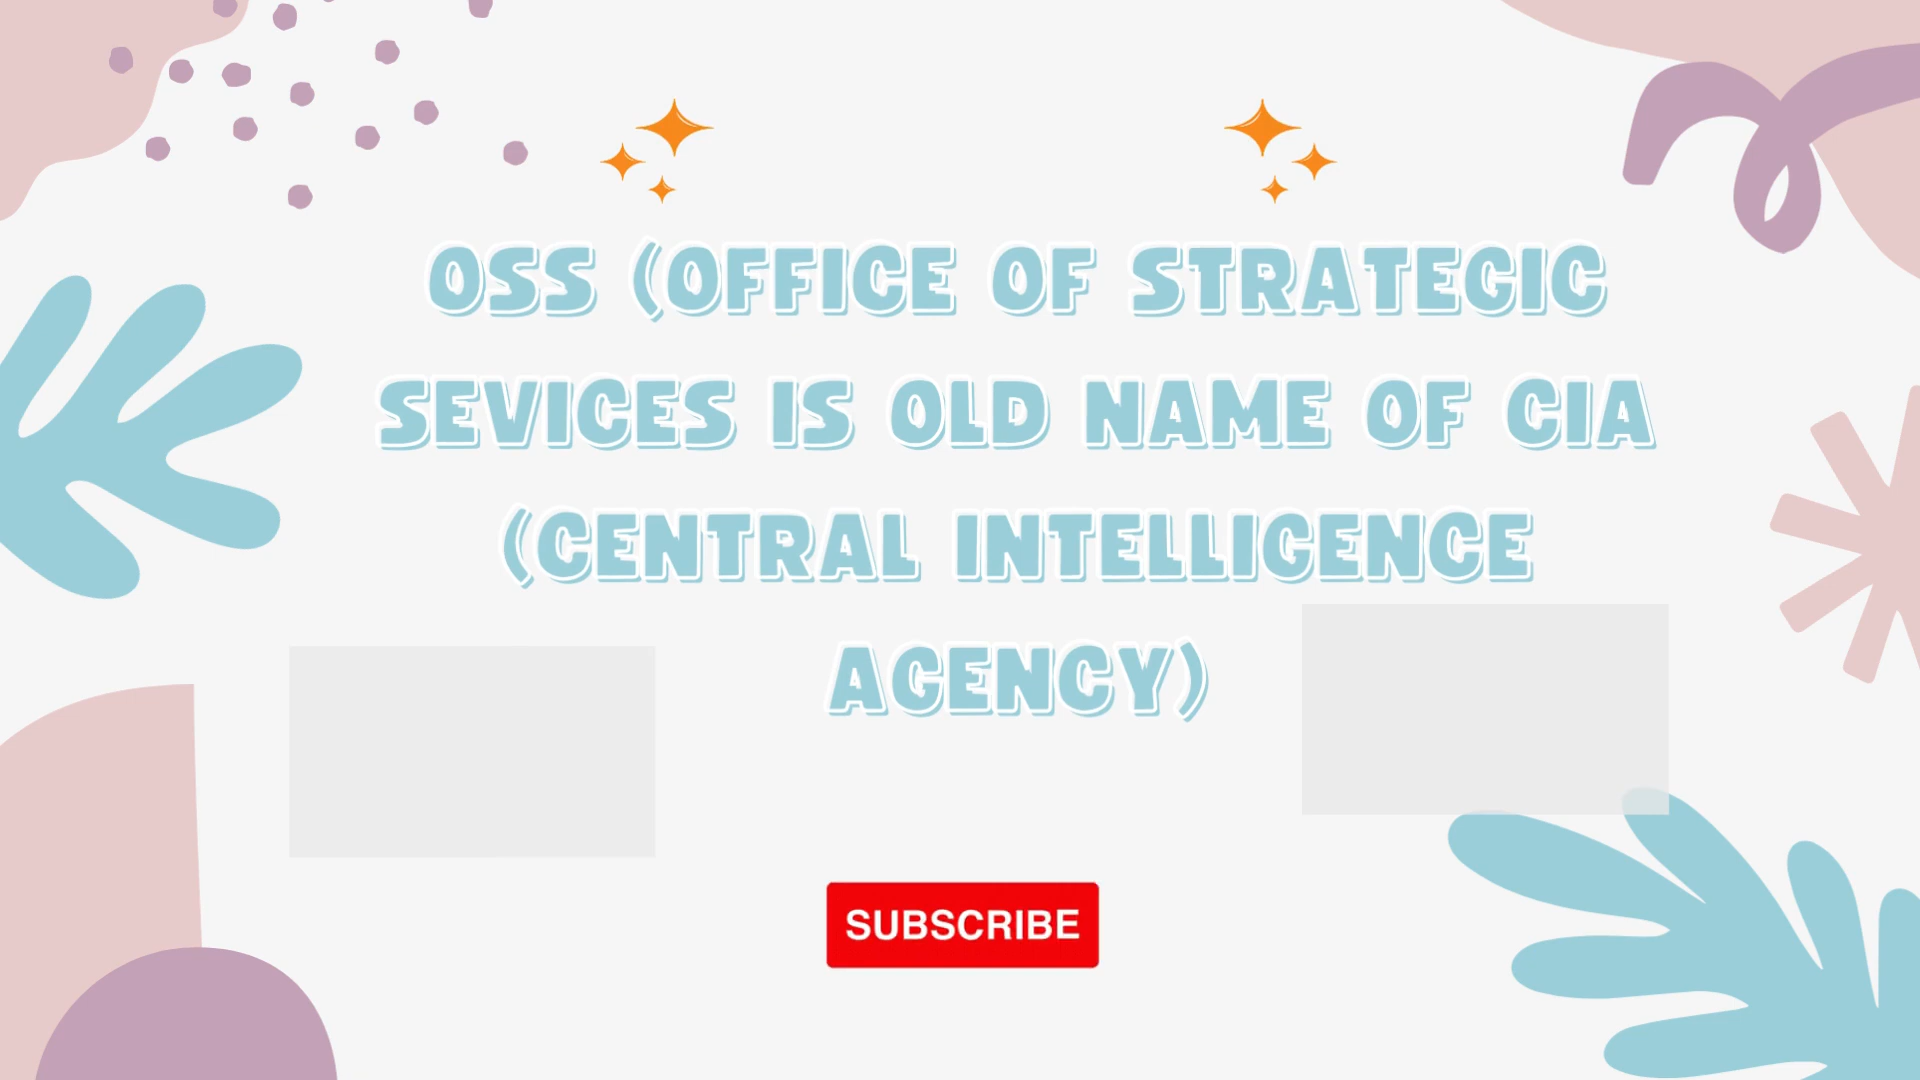 OSS (OFFICE OF STRATEGIC
SEVICES IS OLD NAME OF CIA
(CENTRAL INTELLIGENCE
AGENCY)
SUBSCRIBE